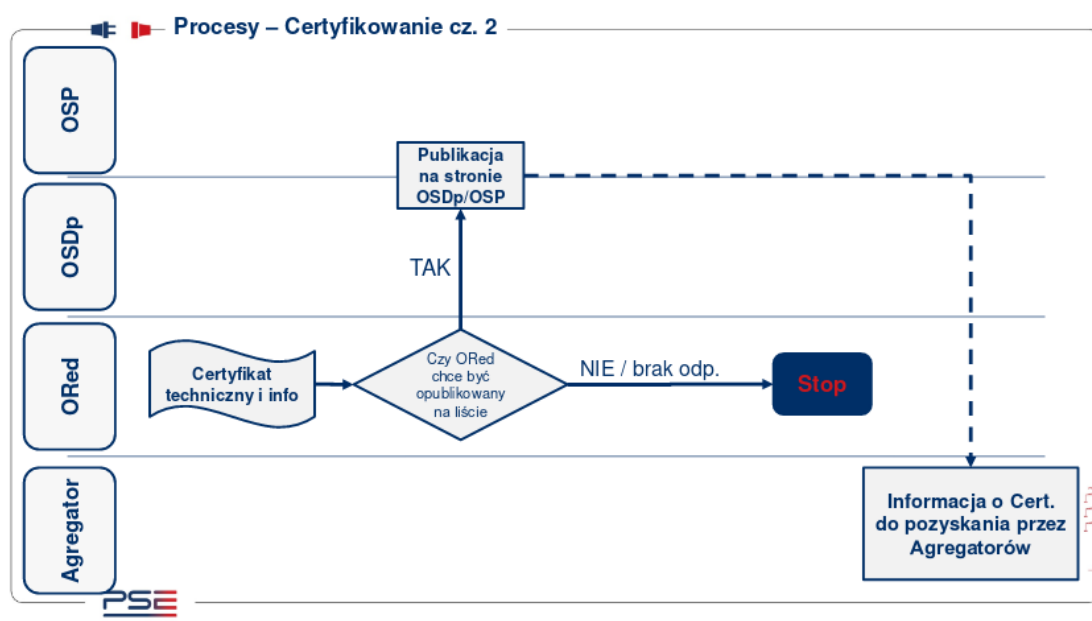 Procesy – Certyfikowanie cz. 2
OSP
Publikacja
na stronie
OSDp/OSP
OSDp
TAK
ORed
Certyfikat
techniczny i info
Czy ORed
chce być
opublikowany
na liście
NIE / brak odp.
Stop
Agregator
Informacja o Cert.
do pozyskania przez
Agregatorów
PSE